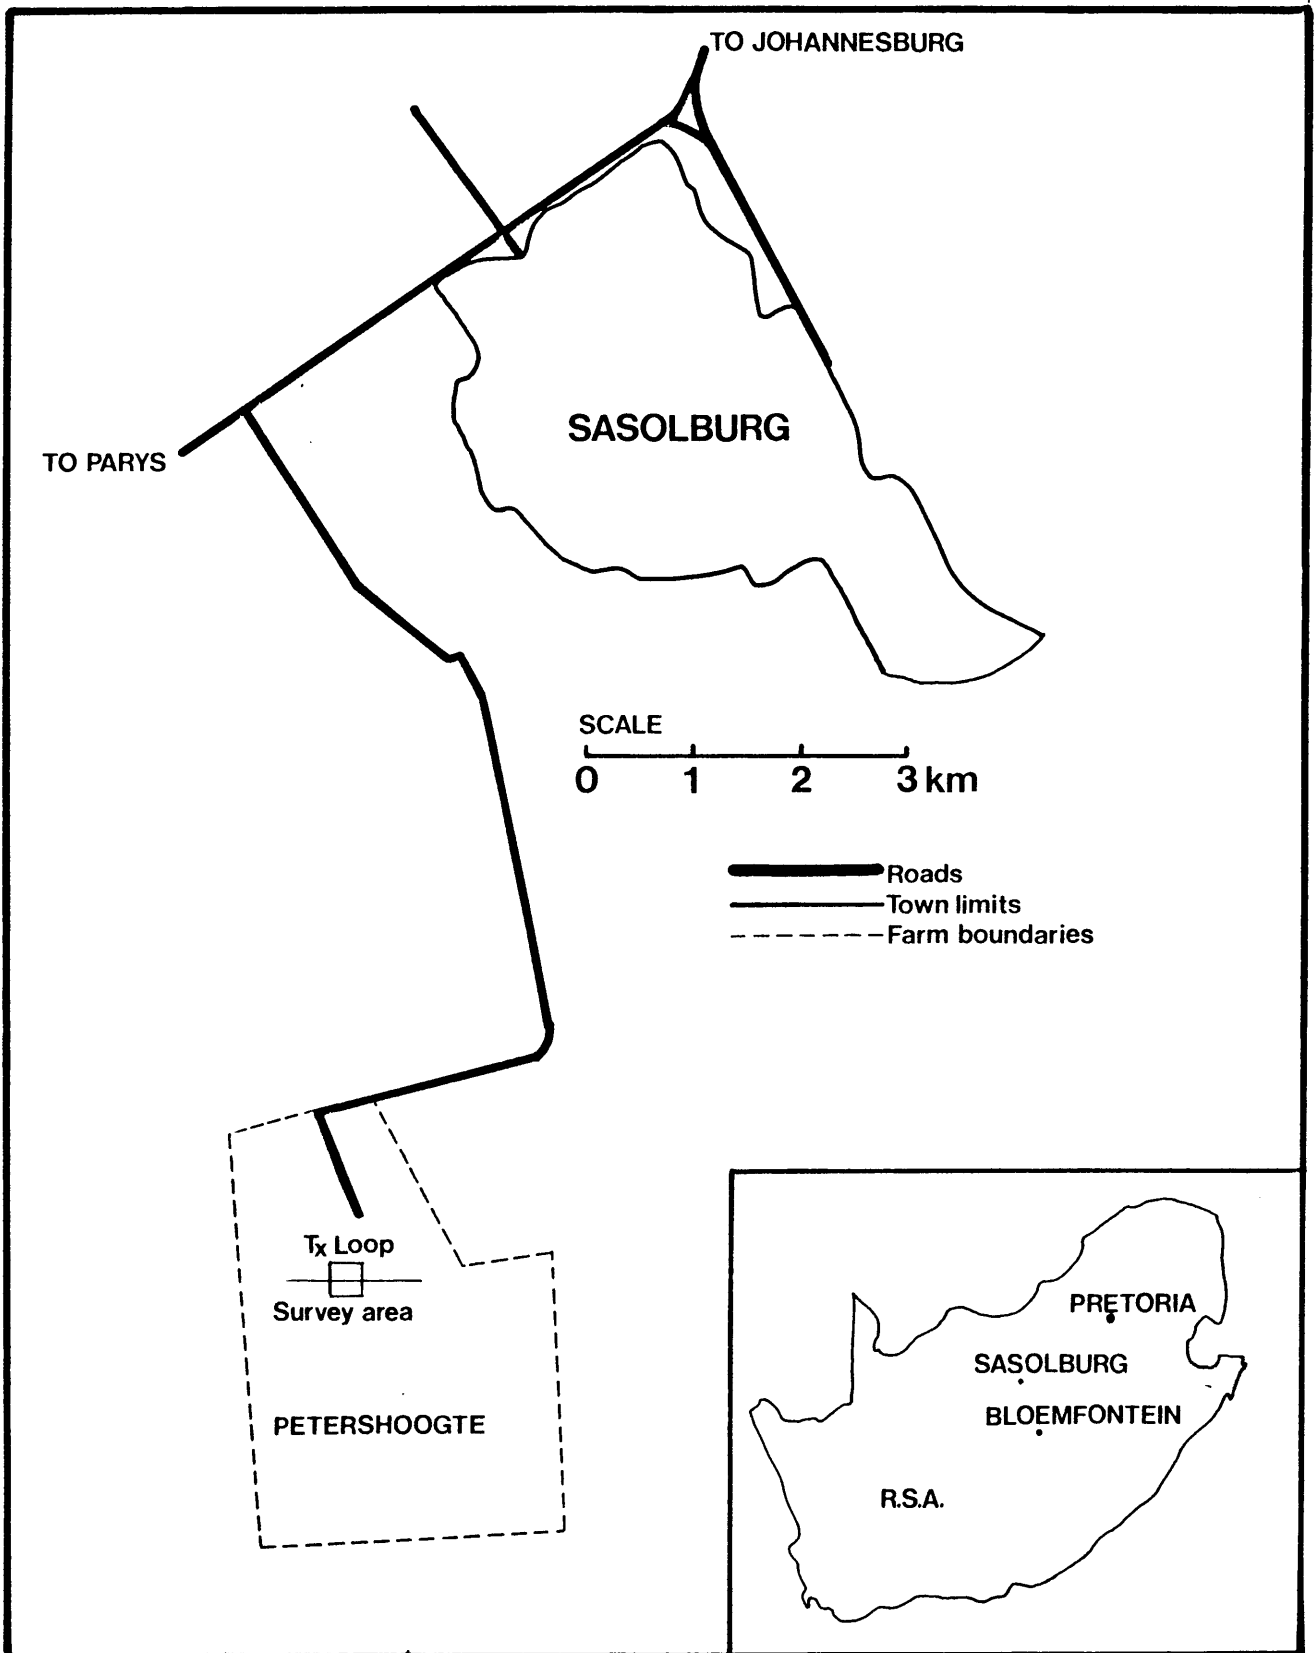 TO JOHANNESBURG
SASOLBURG
TO PARYS
SCALE
0 1 2 3 km
Roads
Town limits
Farm boundaries
Tx Loop
Survey area
PETERSHOOGTE
PRETORIA
SASOLBURG
BLOEMFONTEIN
R.S.A.